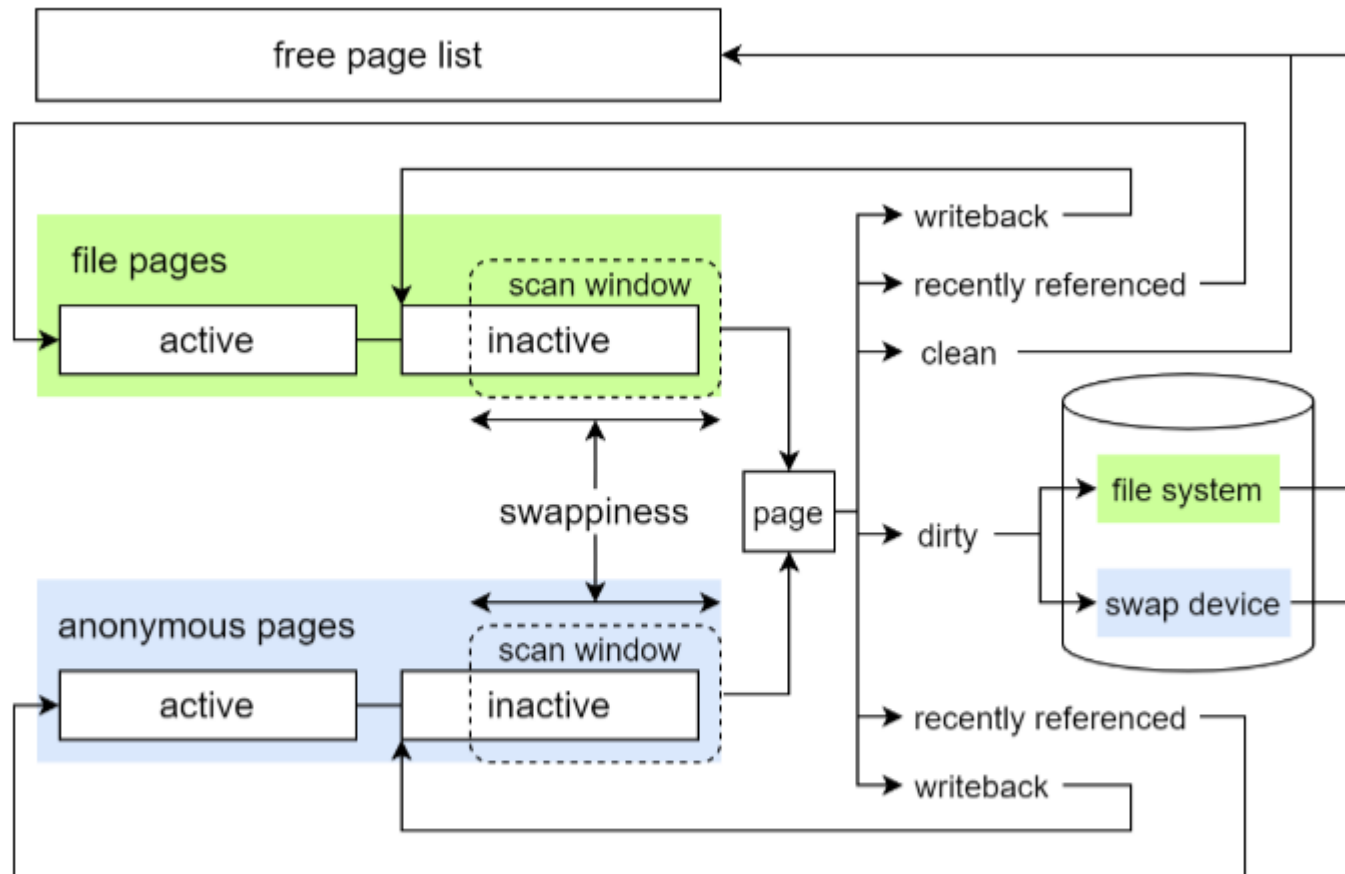 free page list
writeback
file pages
scan window
recently referenced
active
inactive
clean
file system
swappiness
page
dirty
swap device
anonymous pages
scan window
active
inactive
recently referenced
writeback